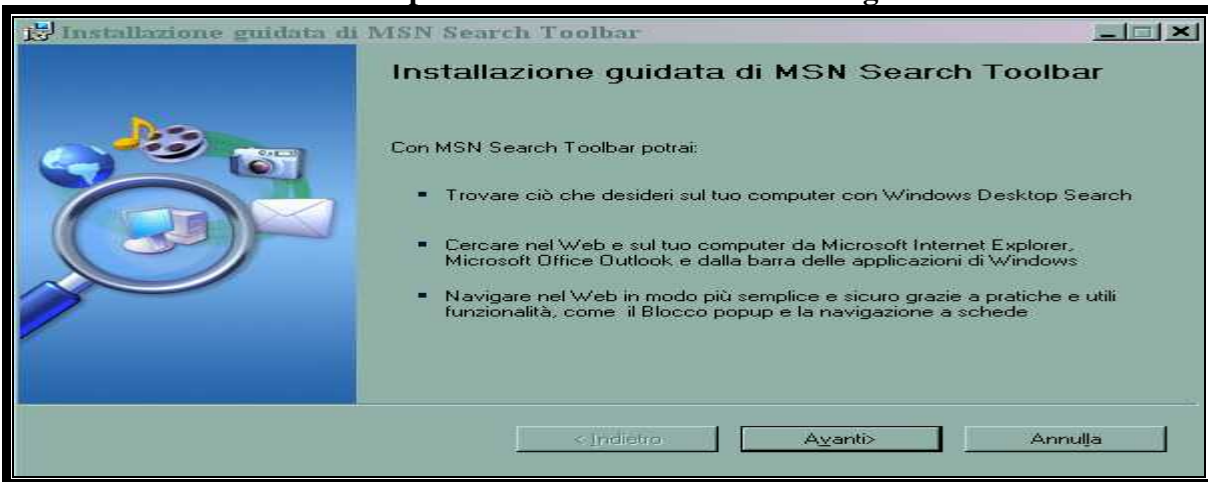 Installazione guidata di MSN Search Toolbar
Installazione guidata di MSN Search Toolbar
Con MSN Search Toolbar potrai:
Trovare ciò che desideri sul tuo computer con Windows Desktop Search
Cercare nel Web e sul tuo computer da Microsoft Internet Explorer,
Microsoft Office Outlook e dalla barra delle applicazioni di Windows
Navigare nel Web in modo più semplice e sicuro grazie a pratiche e utili
funzionalità, come il Blocco popup e la navigazione a schede
< Indietro Avanti> Annulla